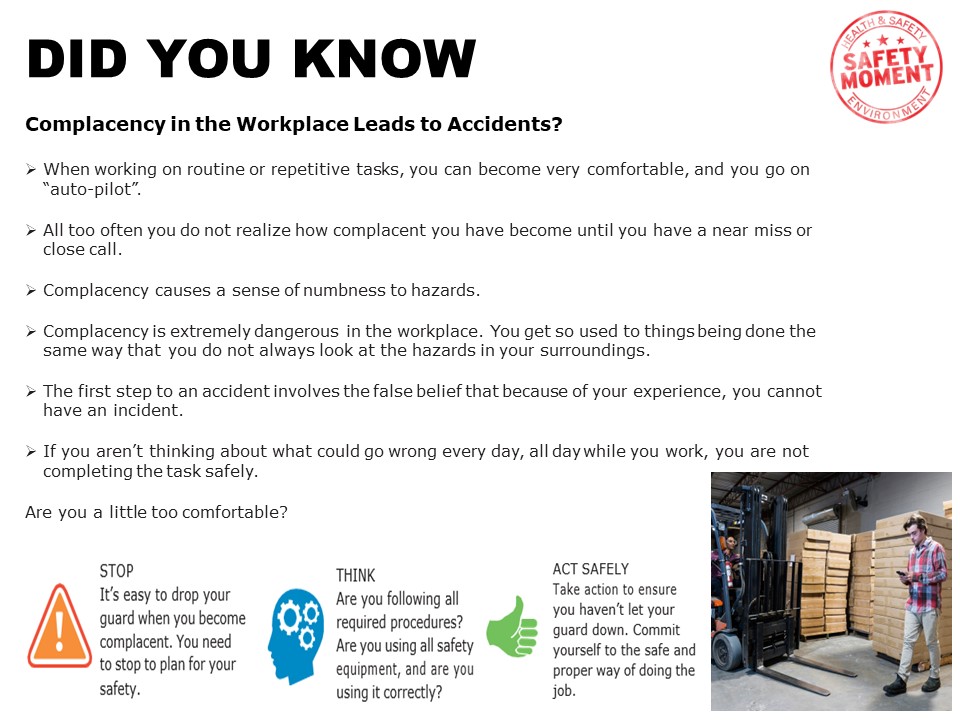 DID YOU KNOW
HEALTH & SAFETY
SAFETY
MOMENT
ENVIRONMENT
Complacency in the Workplace Leads to Accidents?
➢ When working on routine or repetitive tasks, you can become very comfortable, and you go on
“auto-pilot”.
➢ All too often you do not realize how complacent you have become until you have a near miss or
close call.
➢ Complacency causes a sense of numbness to hazards.
➢ Complacency is extremely dangerous in the workplace. You get so used to things being done the
same way that you do not always look at the hazards in your surroundings.
➢ The first step to an accident involves the false belief that because of your experience, you cannot
have an incident.
➢ If you aren’t thinking about what could go wrong every day, all day while you work, you are not
completing the task safely.
Are you a little too comfortable?
STOP
It’s easy to drop your
guard when you become
complacent. You need
to stop to plan for your
safety.
THINK
Are you following all
required procedures?
Are you using all safety
equipment, and are you
using it correctly?
ACT SAFELY
Take action to ensure
you haven’t let your
guard down. Commit
yourself to the safe and
proper way of doing the
job.